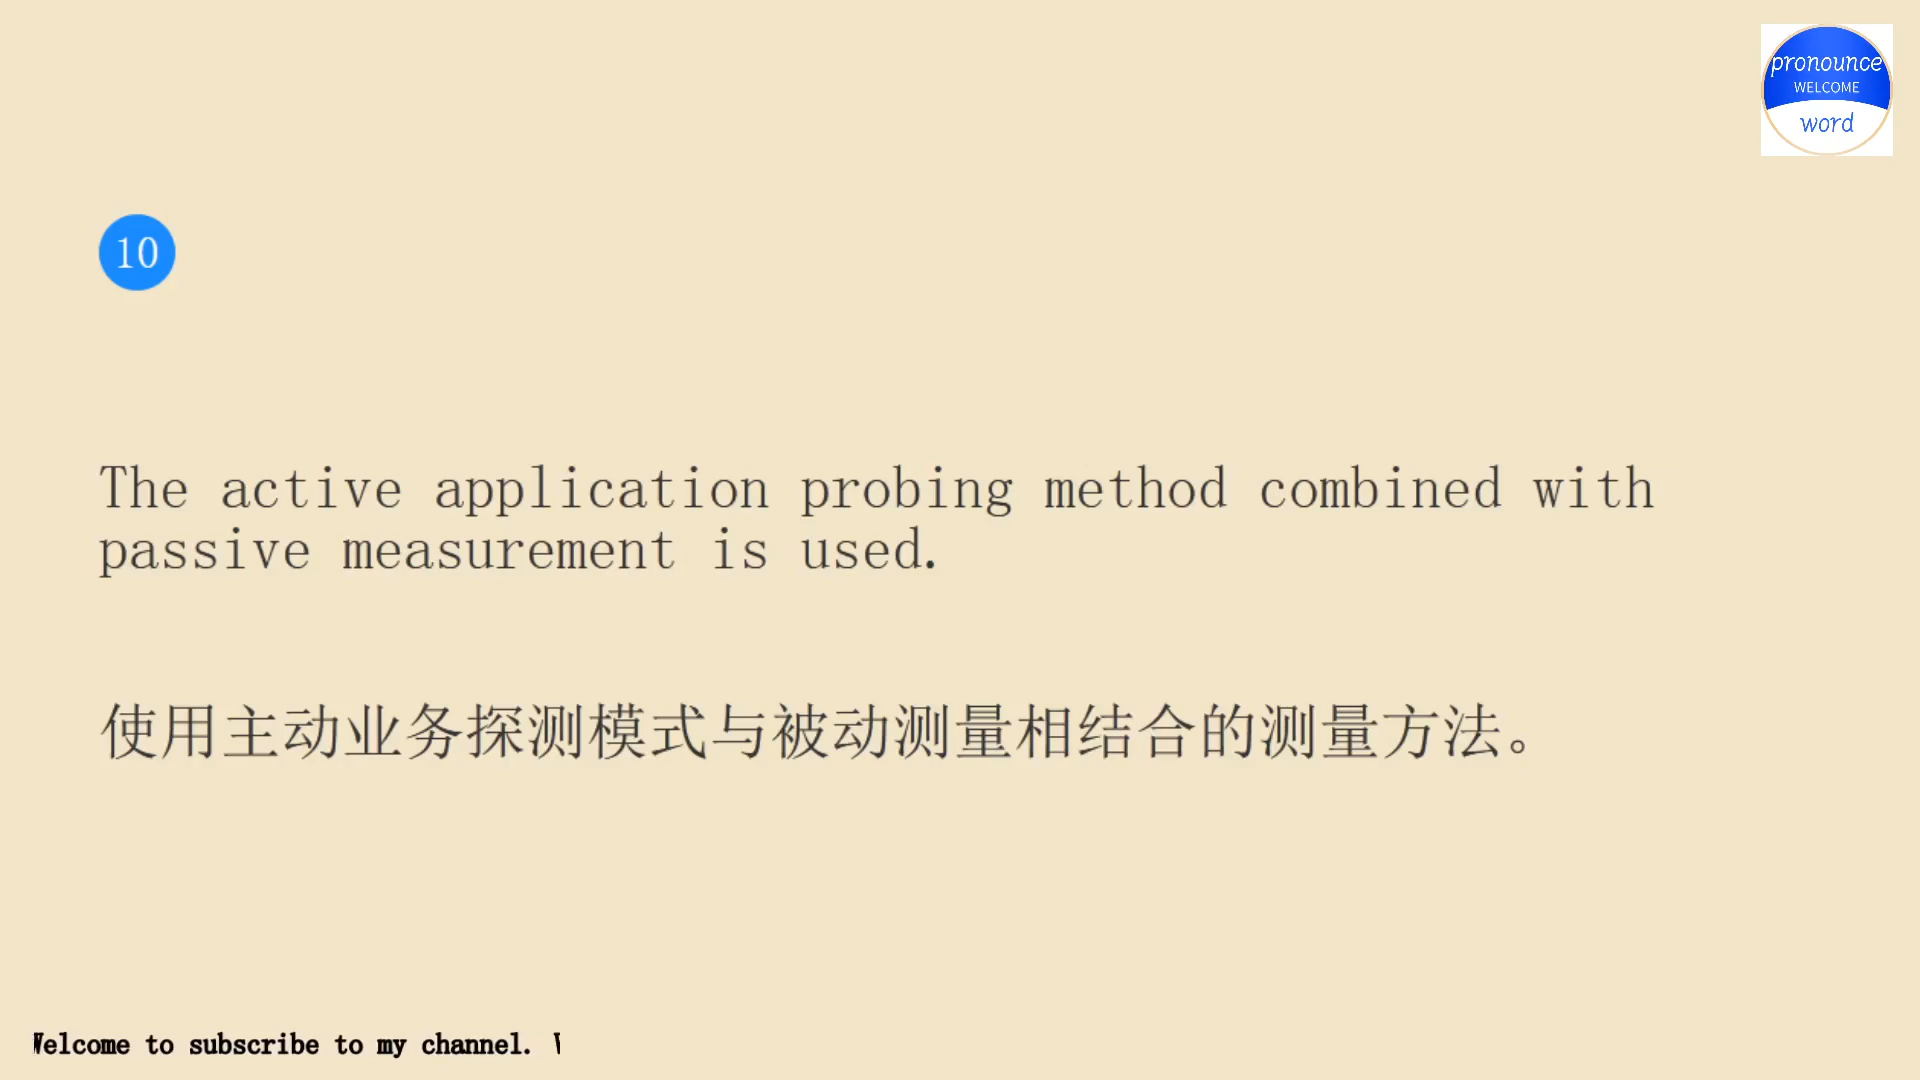 pronounce
WELCOME
word
10
The active application probing method combined with
passive measurement is used.
使用主动业务探测模式与被动测量相结合的测量方法。
Welcome to subscribe to my channel.